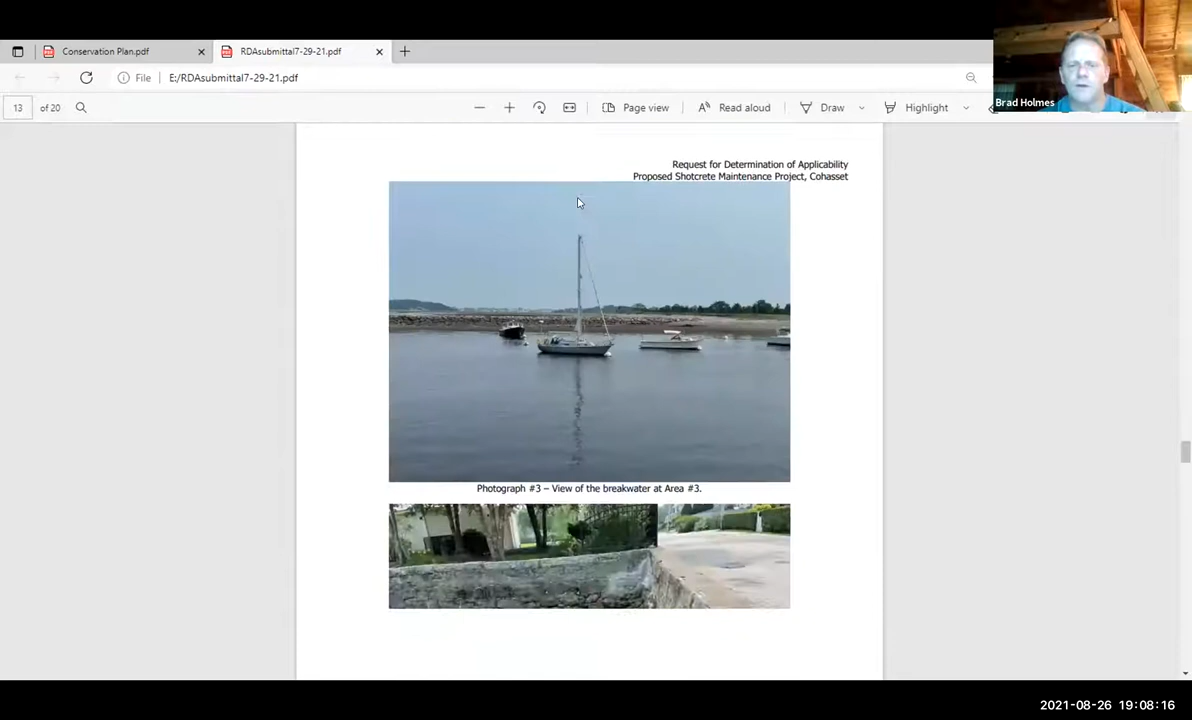 Conservation Plan.pdf
RDAsubmittal7-29-21.pdf
File
E:/RDAsubmittal7-29-21.pdf
Brad Holmes
13 of 20
Page view
Read aloud
Draw
Highlight
Request for Determination of Applicability
Proposed Shotcrete Maintenance Project, Cohasset
Photograph #3 – View of the breakwater at Area #3.
2021-08-26 19:08:16